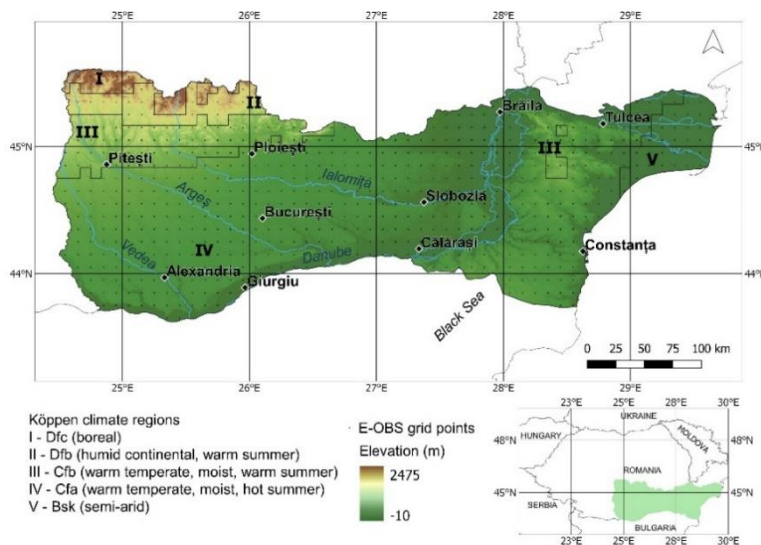 25°E 26°E 27°E 28°E 29°E
I
II
Brăila
Tulcea
III
45°N
Ploiești
III
45°N
Pitești
V
Ialomița
Argeș
Slobozia
București
Călărași
Constanța
IV
Danube
Vedea
44°N
Alexandria
44°N
Giurgiu
Black Sea
0 25 50 75 100 km
25°E 26°E 27°E 28°E 29°E
Köppen climate regions
I - Dfc (boreal)
II - Dfb (humid continental, warm summer)
III - Cfb (warm temperate, moist, warm summer)
IV - Cfa (warm temperate, moist, hot summer)
V - Bsk (semi-arid)
E-OBS grid points
Elevation (m)
2475
-10
23°E 25°E 28°E 30°E
UKRAINE
HUNGARY
MOLDOVA
48°N 48°N
ROMANIA
45°N 45°N
SERBIA
BULGARIA
23°E 25°E 28°E 30°E